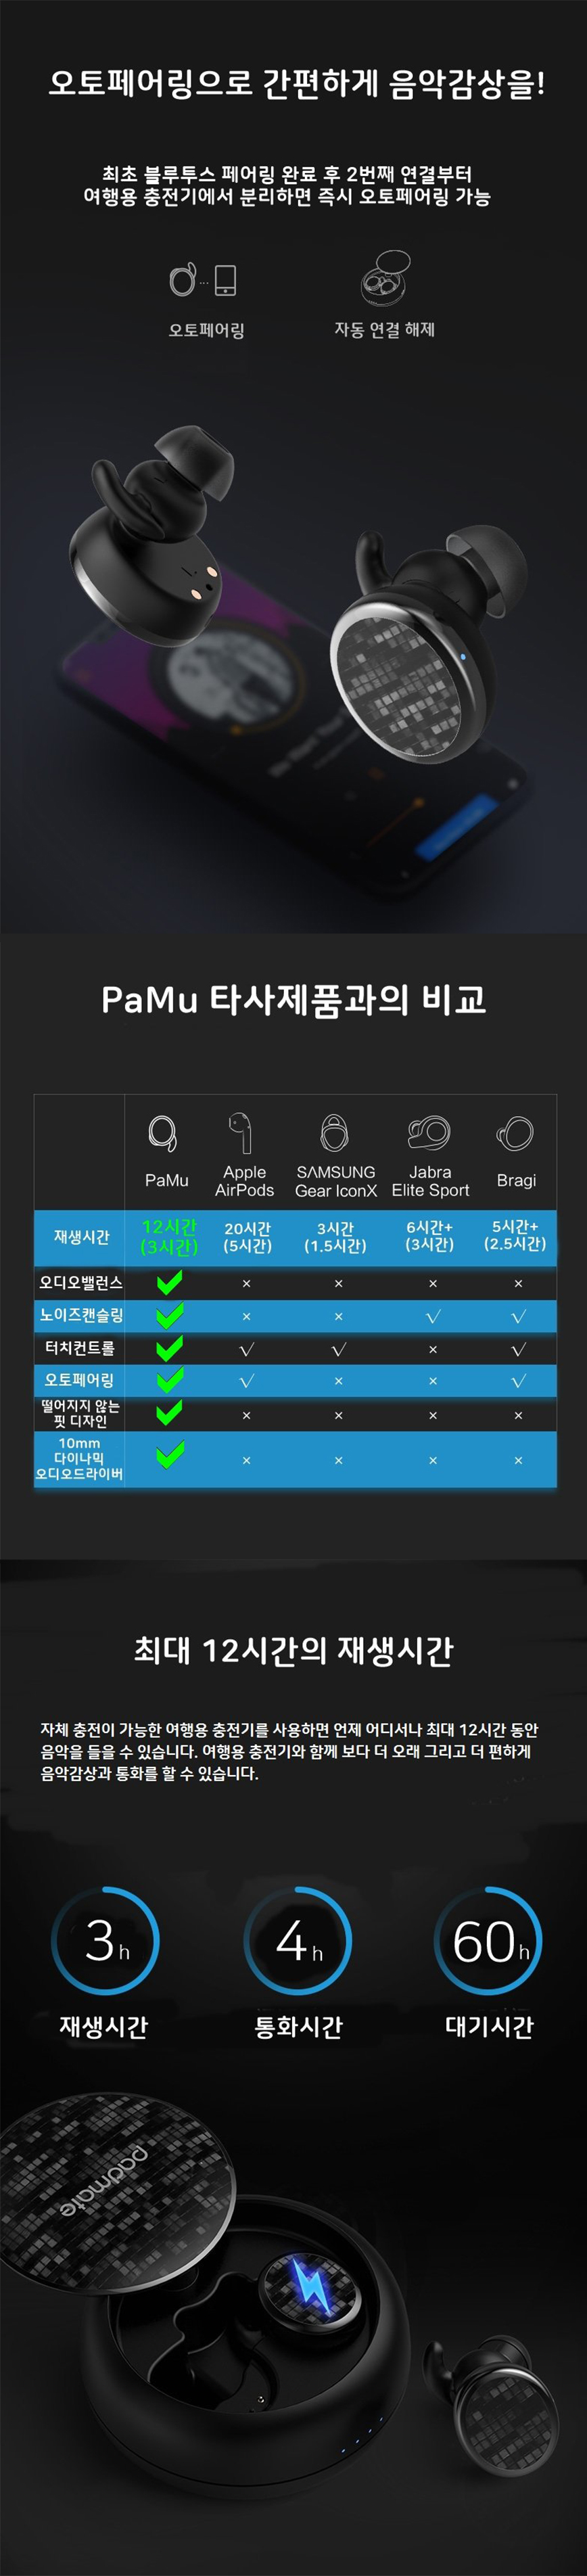 오토페어링으로 간편하게 음악감상을!
최초 블루투스 페어링 완료 후 2번째 연결부터
여행용 충전기에서 분리하면 즉시 오토페어링 가능
오토페어링 자동 연결 해제
PaMu 타사제품과의 비교
PaMu Apple AirPods SΛMSUNG Gear IconX Jabra Elite Sport Bragi
재생시간 12시간 (3시간) 20시간 (5시간) 3시간 (1.5시간) 6시간+ (3시간) 5시간+ (2.5시간)
오디오밸런스 ✓ × × × ×
노이즈캔슬링 ✓ × × √ √
터치컨트롤 ✓ √ √ × √
오토페어링 ✓ √ × × √
떨어지지 않는 핏 디자인 ✓ × × × ×
10mm 다이나믹 오디오드라이버 ✓ × × × ×
최대 12시간의 재생시간
자체 충전이 가능한 여행용 충전기를 사용하면 언제 어디서나 최대 12시간 동안
음악을 들을 수 있습니다. 여행용 충전기와 함께 보다 더 오래 그리고 더 편하게
음악감상과 통화를 할 수 있습니다.
3h 4h 60h
재생시간 통화시간 대기시간
padmate